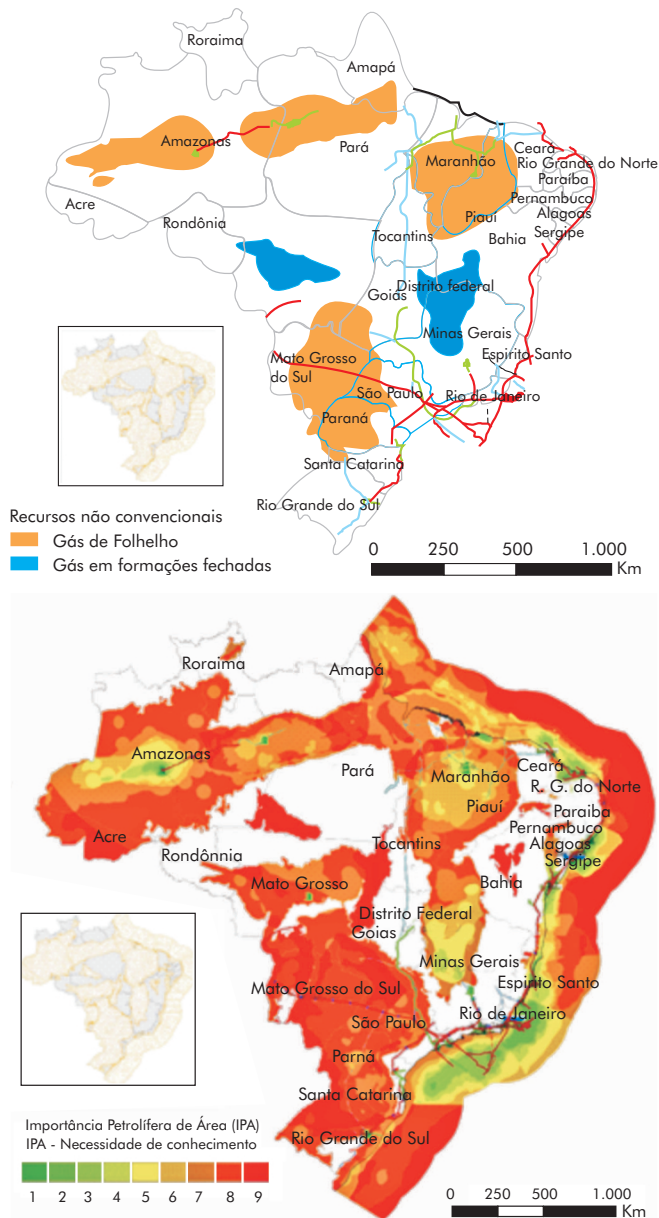 Roraima
Amapá
Amazonas
Pará
Maranhão
Ceará
Rio Grande do Norte
Paraíba
Pernambuco
Alagoas
Sergipe
Piauí
Acre
Rondônia
Tocantins
Bahia
Goiás
Distrito federal
Minas Gerais
Espirito Santo
Mato Grosso
do Sul
São Paulo
Rio de Janeiro
Paraná
Santa Catarina
Rio Grande do Sul
Recursos não convencionais
Gás de Folhelho
Gás em formações fechadas
0 250 500 1.000
Km
Roraima
Amapá
Amazonas
Pará
Maranhão
Ceará
R. G. do Norte
Piauí
Paraiba
Pernambuco
Alagoas
Sergipe
Acre
Rondônnia
Tocantins
Mato Grosso
Bahia
Distrito Federal
Goiás
Minas Gerais
Espirito Santo
Mato Grosso do Sul
Rio de Janeiro
São Paulo
Parná
Santa Catarina
Rio Grande do Sul
Importância Petrolífera de Área (IPA)
IPA - Necessidade de conhecimento
1 2 3 4 5 6 7 8 9
0 250 500 1.000
Km